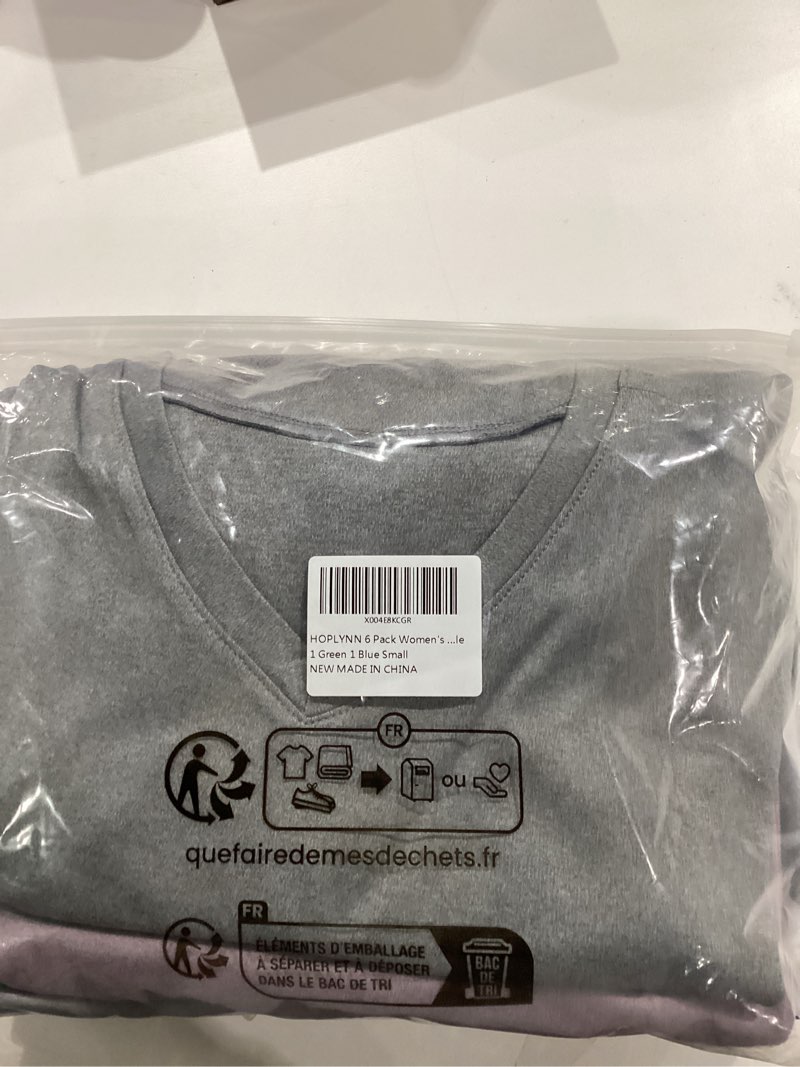 X004E8KCGR
HOPLYNN 6 Pack Women's ...le
1 Green 1 Blue Small
NEW MADE IN CHINA
FR
ou
quefairedemesdechets.fr
FR
ÉLÉMENTS D'EMBALLAGE
À SÉPARER ET À DÉPOSER
DANS LE BAC DE TRI
BAC
DE
TRI